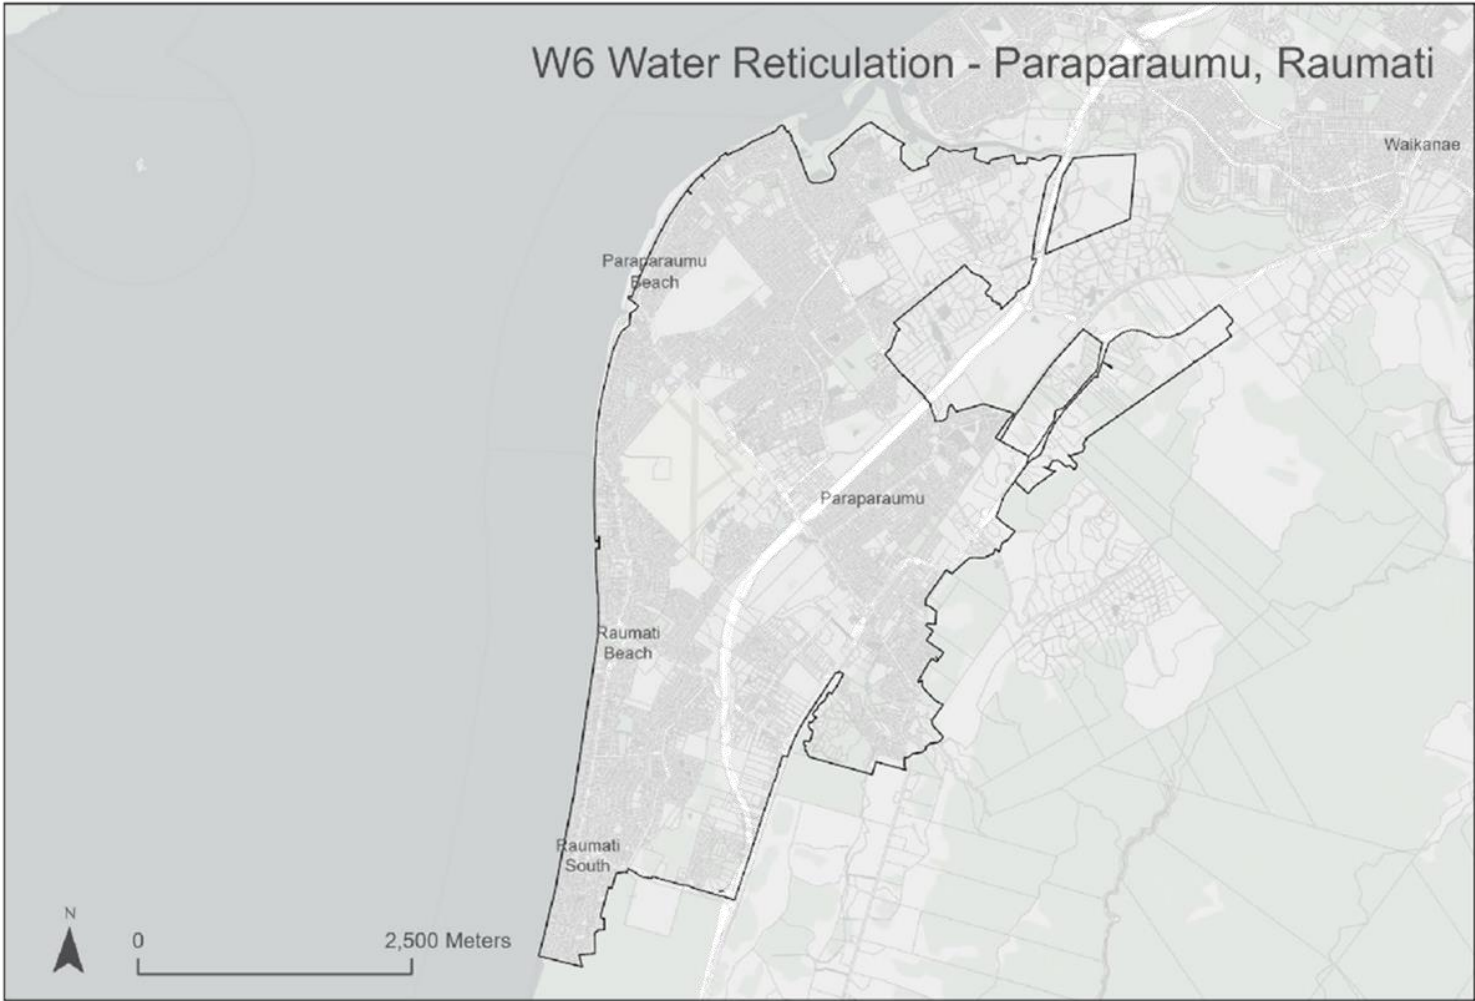 W6 Water Reticulation - Paraparaumu, Raumati
Waikanae
Paraparaumu
Beach
Paraparaumu
Raumati
Beach
Raumati
South
N
0
2,500 Meters